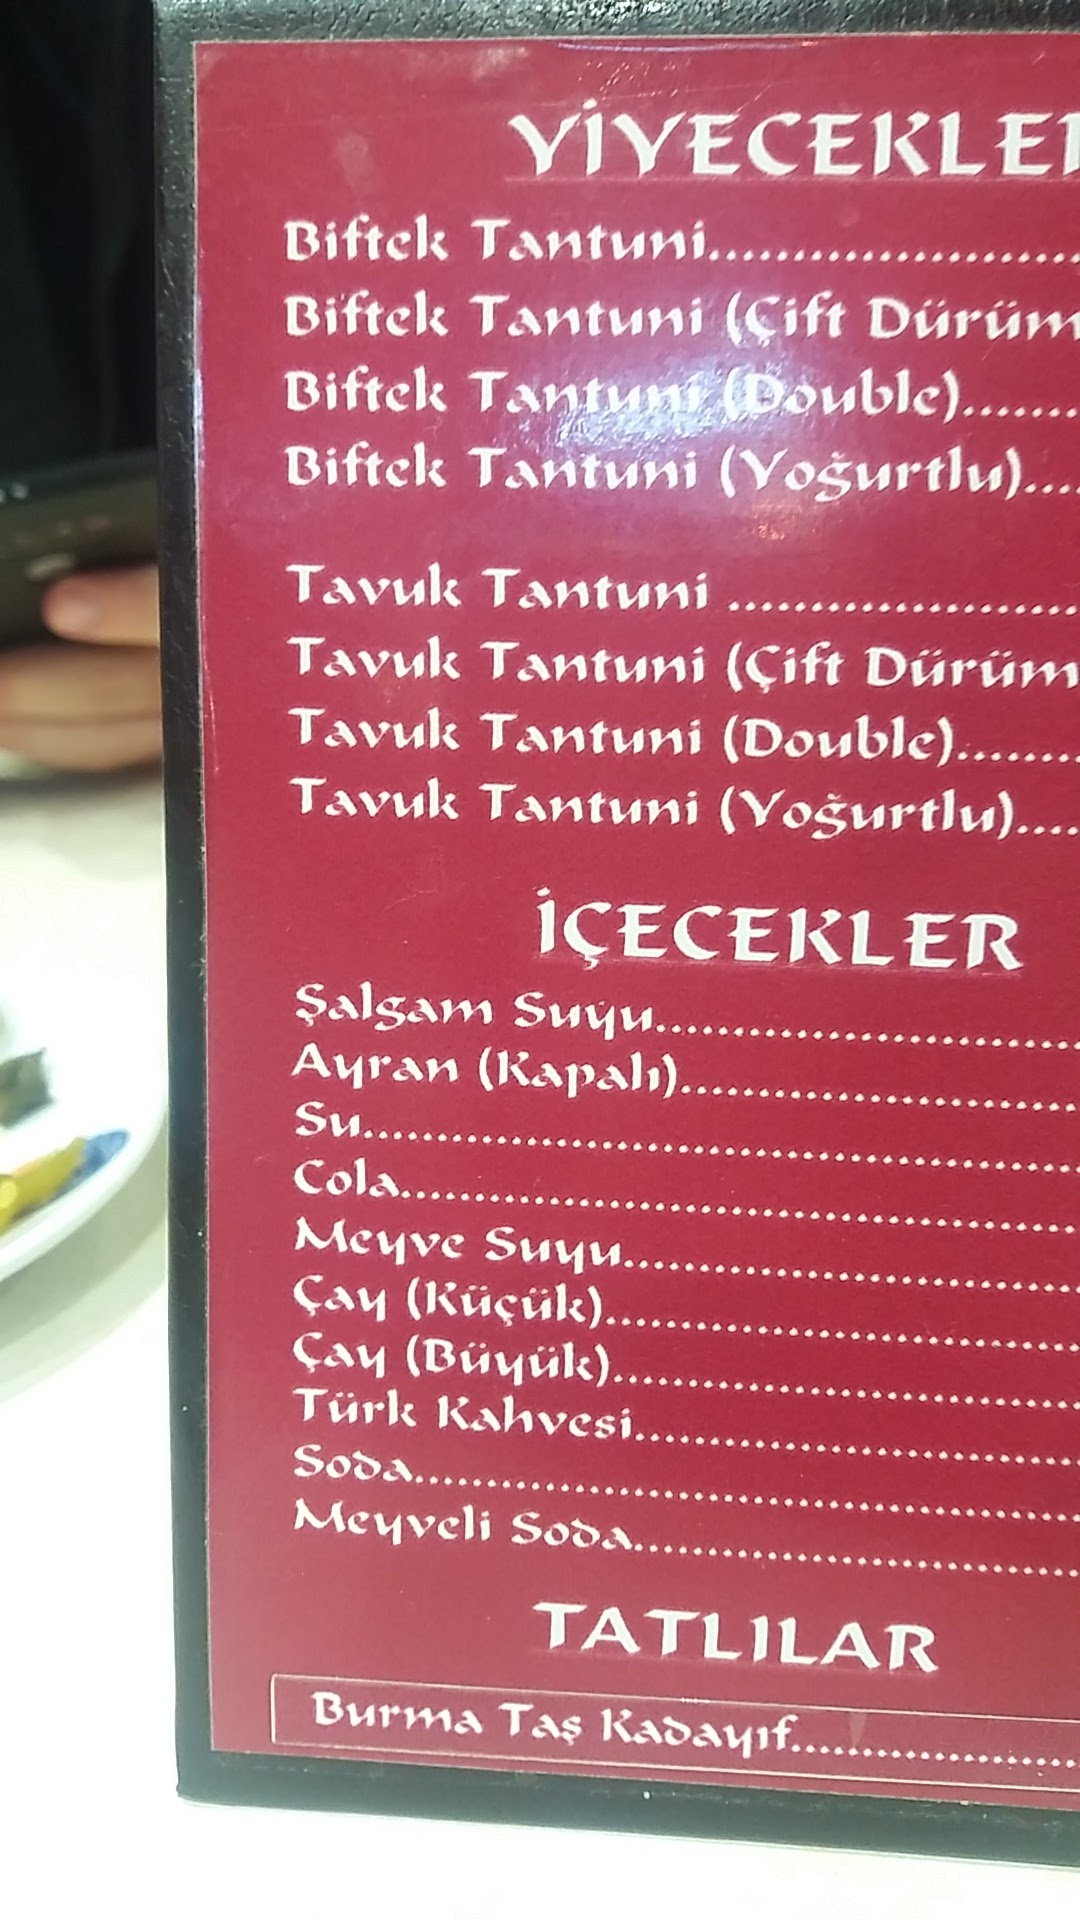 YİYECEKLER
Biftek Tantuni......................
Biftek Tantuni (Çift Dürüm
Biftek Tantuni (Double).......
Biftek Tantuni (Yoğurtlu)....
Tavuk Tantuni ......................
Tavuk Tantuni (Çift Dürüm
Tavuk Tantuni (Double).......
Tavuk Tantuni (Yoğurtlu)....
İÇECEKLER
Şalgam Suyu............................
Ayran (Kapalı)..........................
Su................................................
Cola.............................................
Meyve Suyu..............................
Çay (Küçük)..............................
Çay (Büyük)..............................
Türk Kahvesi............................
Soda............................................
Meyveli Soda............................
TATLILAR
Burma Taş Kadayıf...................